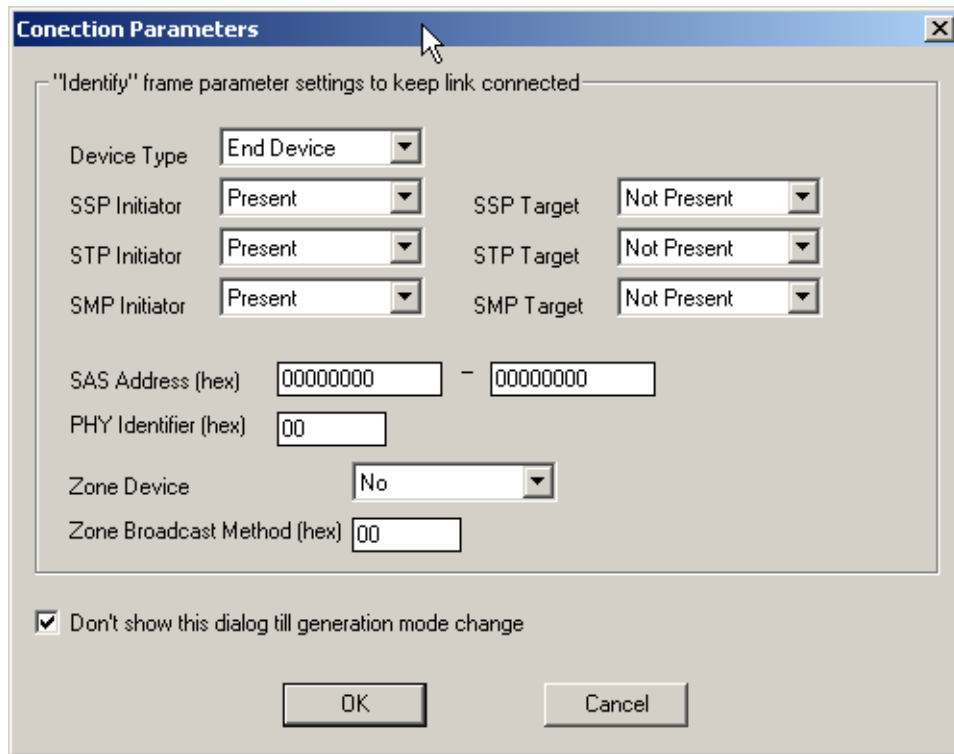 Conection Parameters
"Identify" frame parameter settings to keep link connected
Device Type End Device
SSP Initiator Present SSP Target Not Present
STP Initiator Present STP Target Not Present
SMP Initiator Present SMP Target Not Present
SAS Address (hex) 00000000 - 00000000
PHY Identifier (hex) 00
Zone Device No
Zone Broadcast Method (hex) 00
Don't show this dialog till generation mode change
OK Cancel